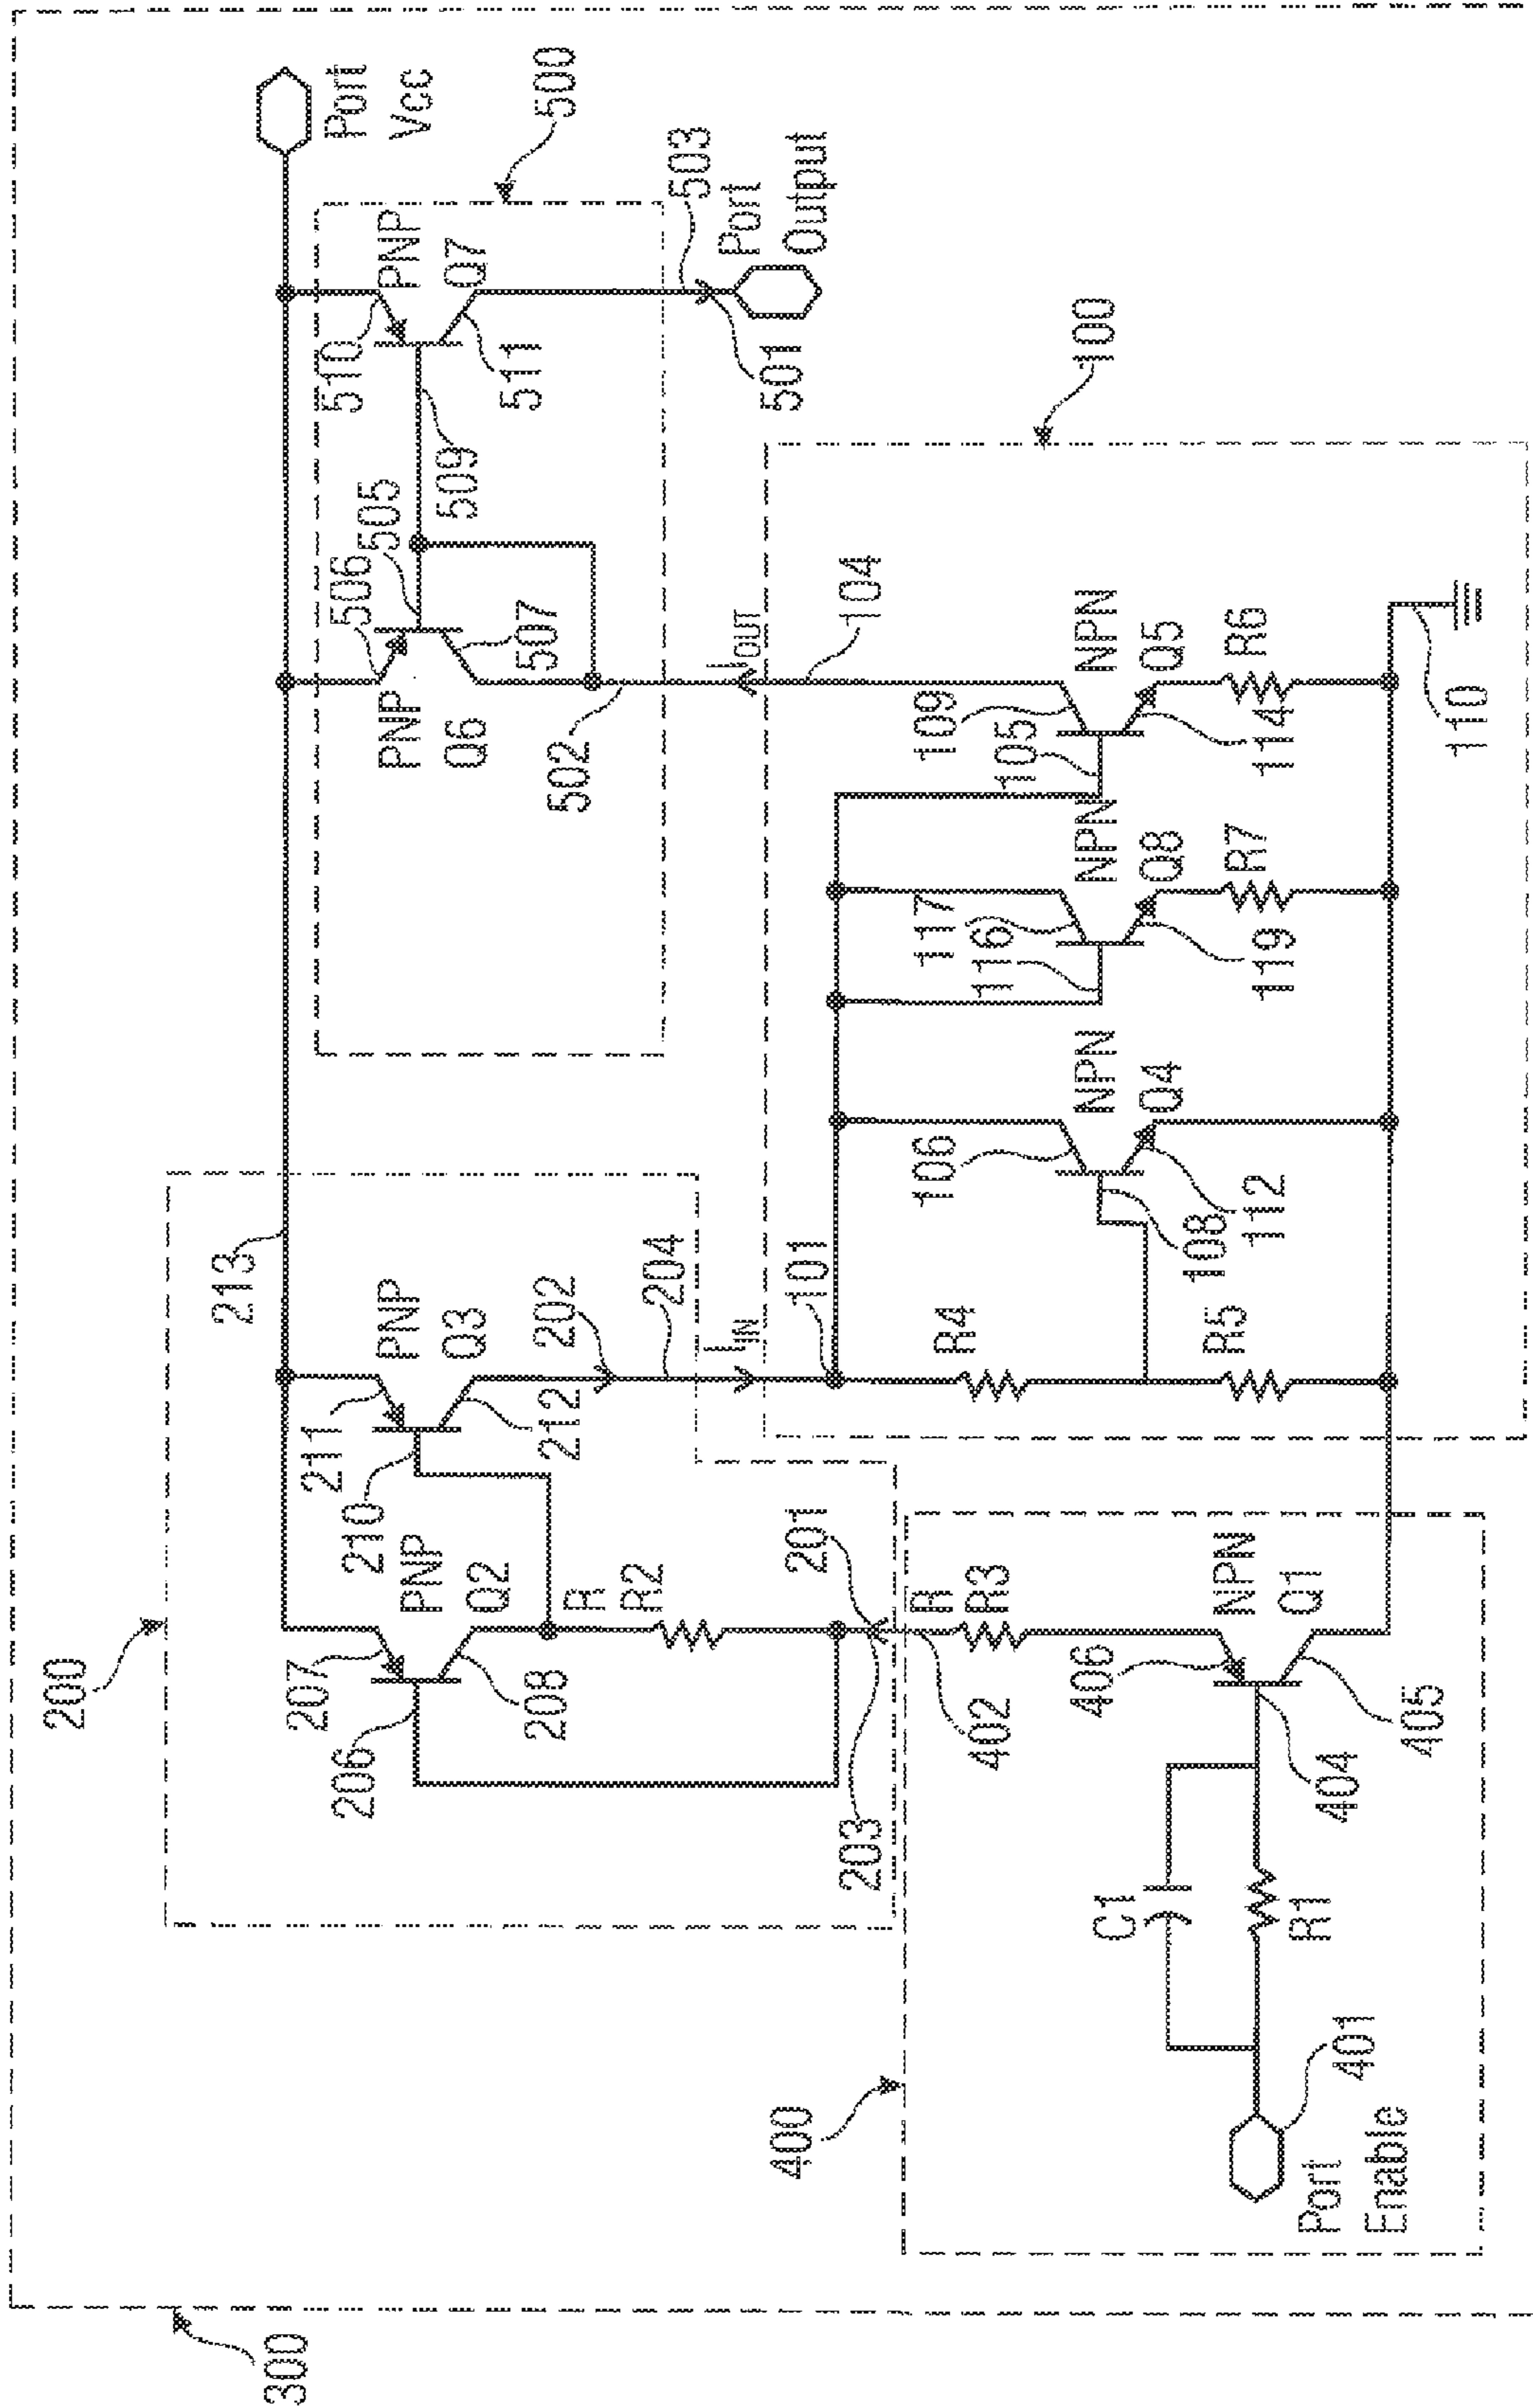 300
200
213
Port
Vcc
500
207
206
PNP
Q2
208
211
210
PNP
Q3
212
R
R2
202
204
201
203
506
505
PNP
Q6
507
509
510
PNP
Q7
511
502
503
501
Port
Output
400
402
R
R3
406
NPN
Q1
405
404
C1
R1
401
Port
Enable
IIN
101
IOUT
104
100
R4
R5
106
108
NPN
Q4
112
117
116
NPN
Q8
119
R7
109
105
NPN
Q5
114
R6
110